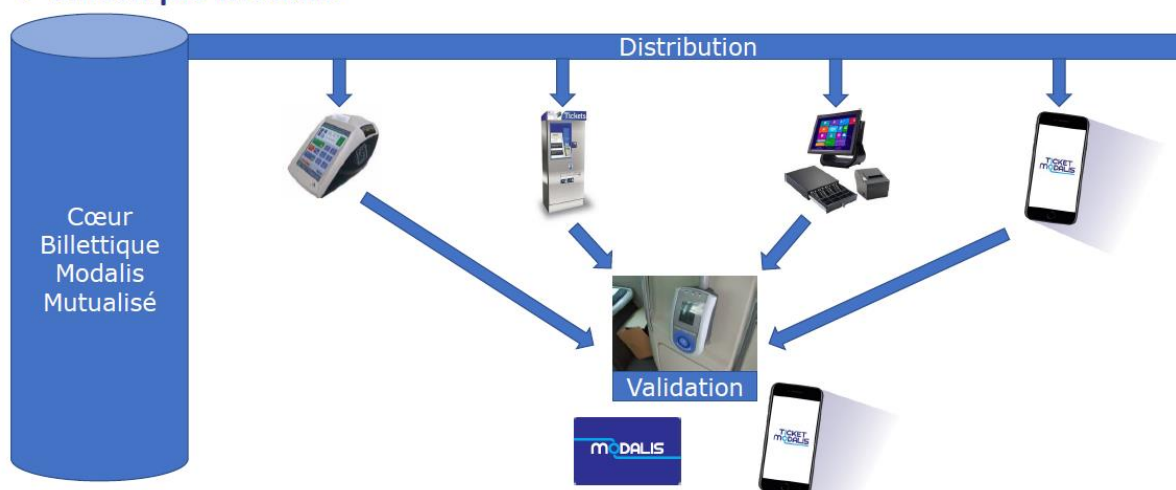 Distribution
Tickets
TICKET
MODALIS
Cœur
Billettique
Modalis
Mutualisé
Validation
MODALIS
TICKET
MODALIS